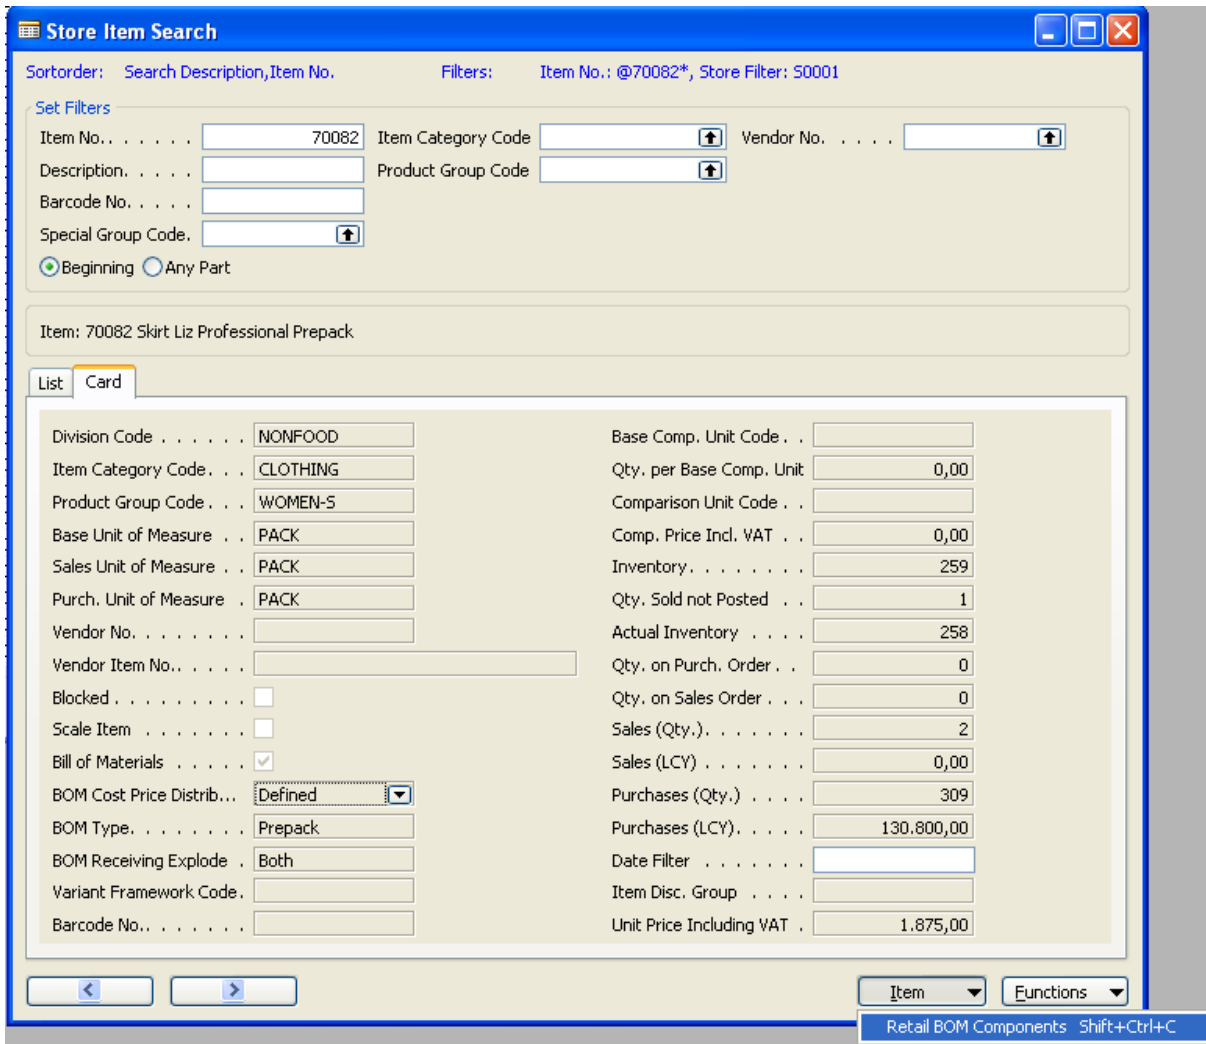 Store Item Search
Sortorder: Search Description,Item No. Filters: Item No.: @70082*, Store Filter: S0001
Set Filters
Item No.. . . . . . 70082 Item Category Code Vendor No. . . . .
Description. . . . . Product Group Code
Barcode No. . . . .
Special Group Code.
Beginning Any Part
Item: 70082 Skirt Liz Professional Prepack
List Card
Division Code . . . . . . NONFOOD Base Comp. Unit Code . .
Item Category Code. . . CLOTHING Qty. per Base Comp. Unit 0,00
Product Group Code . . . WOMEN-S Comparison Unit Code . .
Base Unit of Measure . . PACK Comp. Price Incl. VAT . . 0,00
Sales Unit of Measure . . PACK Inventory. . . . . . . . 259
Purch. Unit of Measure . PACK Qty. Sold not Posted . . 1
Vendor No. . . . . . . Actual Inventory . . . . 258
Vendor Item No.. . . . . Qty. on Purch. Order . . 0
Blocked . . . . . . . . . Qty. on Sales Order . . . 0
Scale Item . . . . . . . Sales (Qty.). . . . . . . 2
Bill of Materials . . . . . Sales (LCY) . . . . . . . 0,00
BOM Cost Price Distrib... Defined Purchases (Qty.) . . . . 309
BOM Type. . . . . . . . Prepack Purchases (LCY). . . . . 130.800,00
BOM Receiving Explode . Both Date Filter . . . . . . .
Variant Framework Code. Item Disc. Group . . . .
Barcode No.. . . . . . . Unit Price Including VAT . 1.875,00
< > Item Functions
Retail BOM Components Shift+Ctrl+C